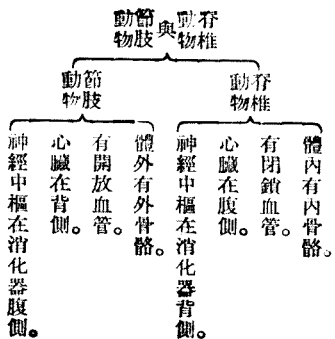 脊椎動物與節肢動物
脊椎動物
體內有內骨骼。
有閉鎖血管。
心臟在腹側。
神經中樞在消化器背側。
節肢動物
體外有外骨骼。
有開放血管。
心臟在背側。
神經中樞在消化器腹側。